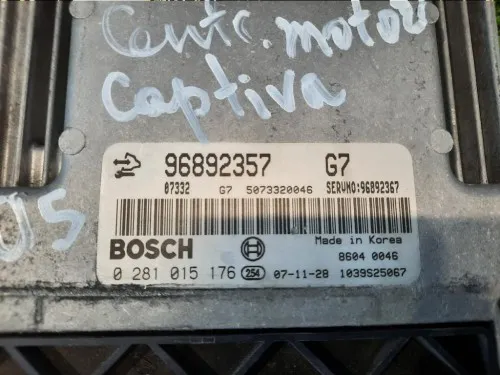 Centr. motor
Captiva
U5
96892357 G7
07332 G7 5073320046 SERVNO:96892367
BOSCH Made in Korea
8604 0046
0 281 015 176 254 07-11-28 1039S25067